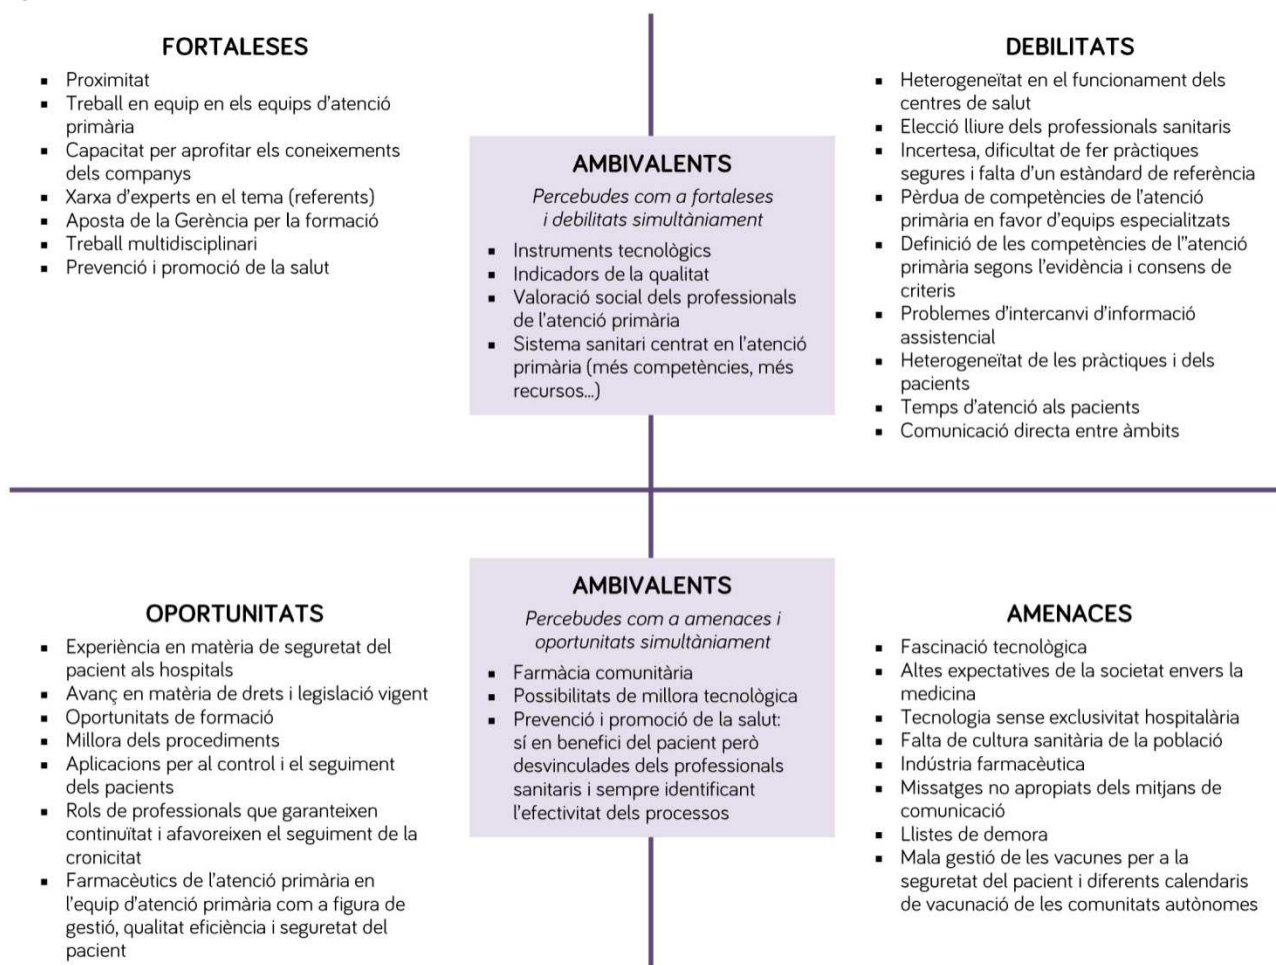 FORTALESES
▪ Proximitat
▪ Treball en equip en els equips d'atenció
primària
▪ Capacitat per aprofitar els coneixements
dels companys
▪ Xarxa d'experts en el tema (referents)
▪ Aposta de la Gerència per la formació
▪ Treball multidisciplinari
▪ Prevenció i promoció de la salut
AMBIVALENTS
Percebudes com a fortaleses
i debilitats simultàniament
▪ Instruments tecnològics
▪ Indicadors de la qualitat
▪ Valoració social dels professionals
de l'atenció primària
▪ Sistema sanitari centrat en l'atenció
primària (més competències, més
recursos...)
DEBILITATS
▪ Heterogeneïtat en el funcionament dels
centres de salut
▪ Elecció lliure dels professionals sanitaris
▪ Incertesa, dificultat de fer pràctiques
segures i falta d'un estàndard de referència
▪ Pèrdua de competències de l'atenció
primària en favor d'equips especialitzats
▪ Definició de les competències de l''atenció
primària segons l'evidència i consens de
criteris
▪ Problemes d'intercanvi d'informació
assistencial
▪ Heterogeneïtat de les pràctiques i dels
pacients
▪ Temps d'atenció als pacients
▪ Comunicació directa entre àmbits
OPORTUNITATS
▪ Experiència en matèria de seguretat del
pacient als hospitals
▪ Avanç en matèria de drets i legislació vigent
▪ Oportunitats de formació
▪ Millora dels procediments
▪ Aplicacions per al control i el seguiment
dels pacients
▪ Rols de professionals que garanteixen
continuïtat i afavoreixen el seguiment de la
cronicitat
▪ Farmacèutics de l'atenció primària en
l'equip d'atenció primària com a figura de
gestió, qualitat eficiència i seguretat del
pacient
AMBIVALENTS
Percebudes com a amenaces i
oportunitats simultàniament
▪ Farmàcia comunitària
▪ Possibilitats de millora tecnològica
▪ Prevenció i promoció de la salut:
sí en benefici del pacient però
desvinculades dels professionals
sanitaris i sempre identificant
l'efectivitat dels processos
AMENACES
▪ Fascinació tecnològica
▪ Altes expectatives de la societat envers la
medicina
▪ Tecnologia sense exclusivitat hospitalària
▪ Falta de cultura sanitària de la població
▪ Indústria farmacèutica
▪ Missatges no apropiats dels mitjans de
comunicació
▪ Llistes de demora
▪ Mala gestió de les vacunes per a la
seguretat del pacient i diferents calendaris
de vacunació de les comunitats autònomes